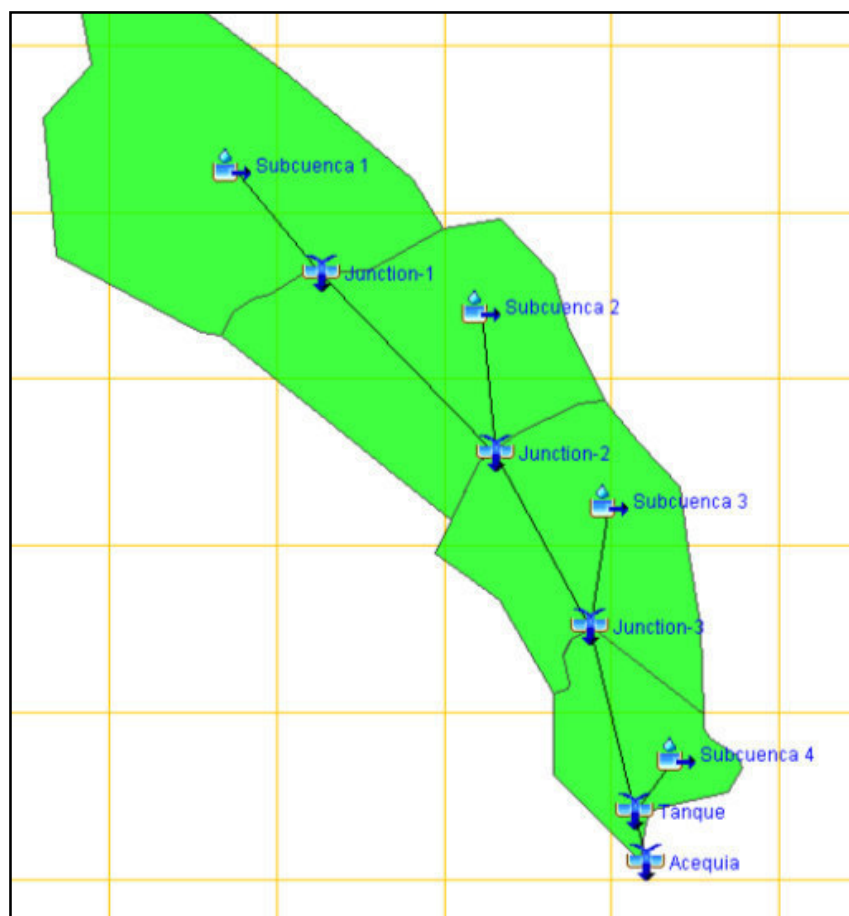 Subcuenca 1
Junction-1
Subcuenca 2
Junction-2
Subcuenca 3
Junction-3
Subcuenca 4
Tanque
Acequia